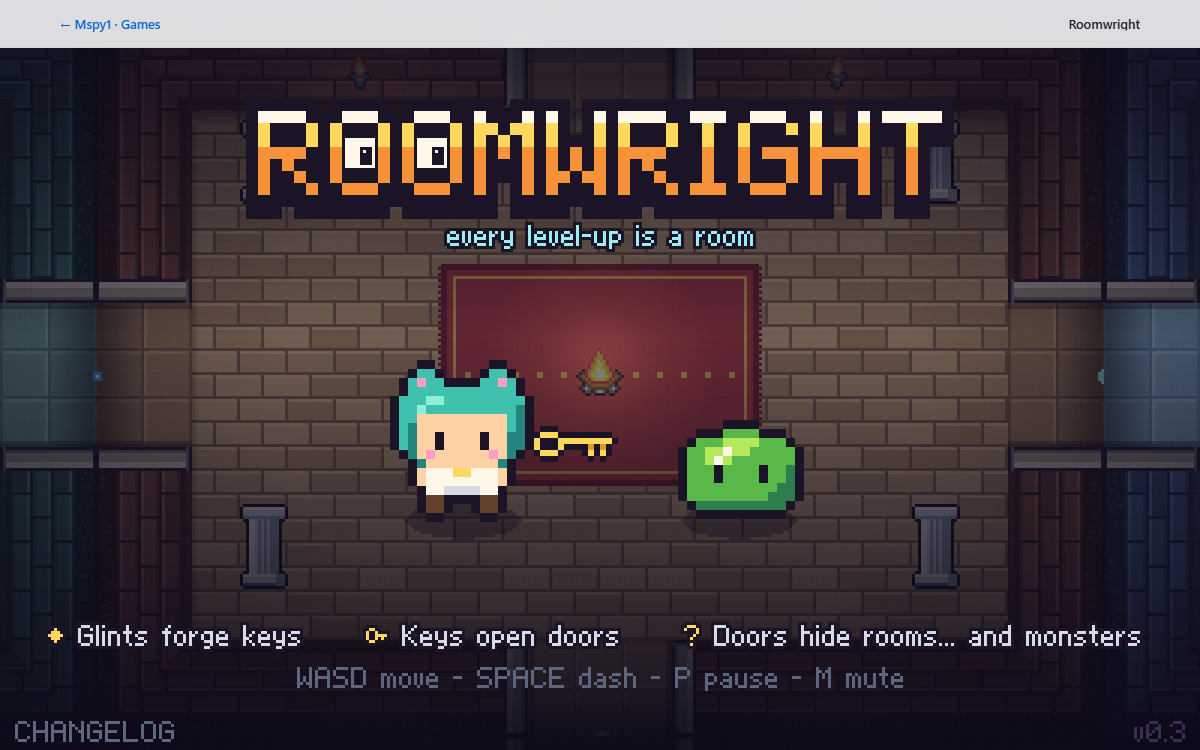 ← Mspy1 · Games
Roomwright
ROOMWRIGHT
every level-up is a room
Glints forge keys
Keys open doors
? Doors hide rooms... and monsters
WASD move - SPACE dash - P pause - M mute
CHANGELOG
v0.3